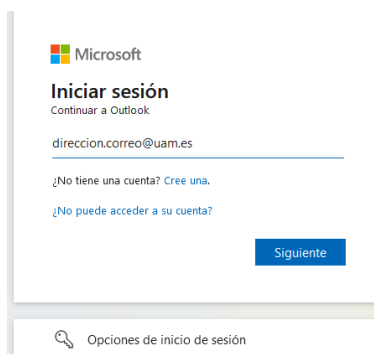 Microsoft
Iniciar sesión
Continuar a Outlook
direccion.correo@uam.es
¿No tiene una cuenta? Cree una.
¿No puede acceder a su cuenta?
Siguiente
Opciones de inicio de sesión